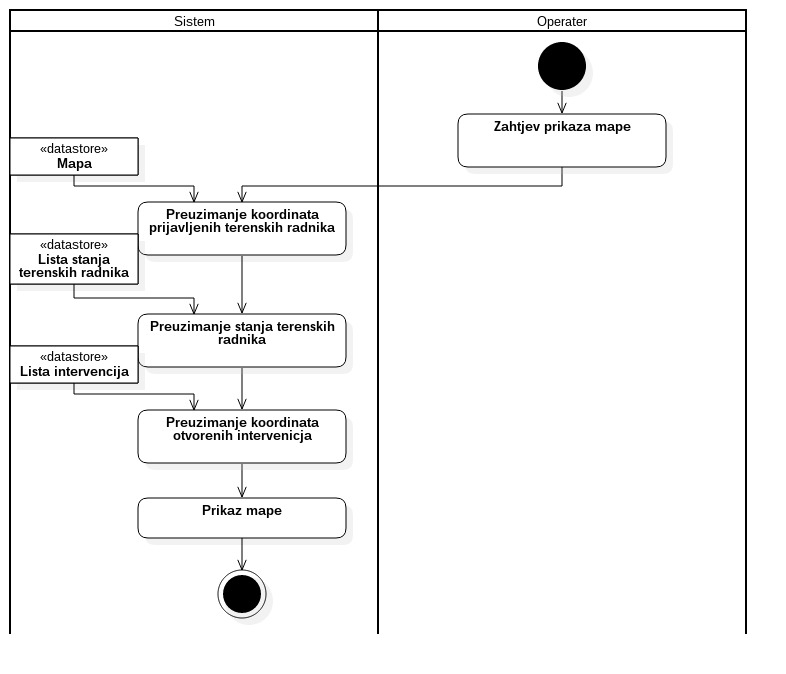 Sistem
Operater
Zahtjev prikaza mape
«datastore»
Mapa
Preuzimanje koordinata
prijavljenih terenskih radnika
«datastore»
Lista stanja
terenskih radnika
Preuzimanje stanja terenskih
radnika
«datastore»
Lista intervencija
Preuzimanje koordinata
otvorenih intervenicja
Prikaz mape